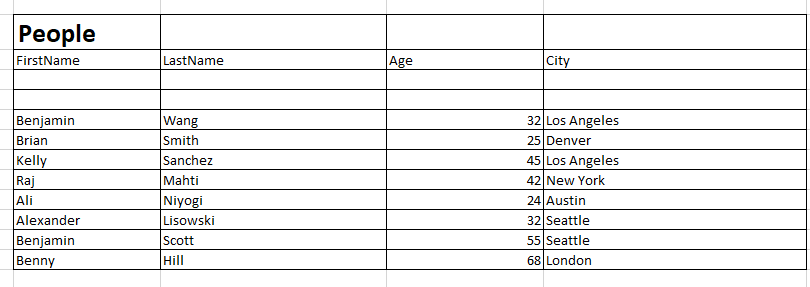 People
FirstName LastName Age City
Benjamin Wang 32 Los Angeles
Brian Smith 25 Denver
Kelly Sanchez 45 Los Angeles
Raj Mahti 42 New York
Ali Niyogi 24 Austin
Alexander Lisowski 32 Seattle
Benjamin Scott 55 Seattle
Benny Hill 68 London